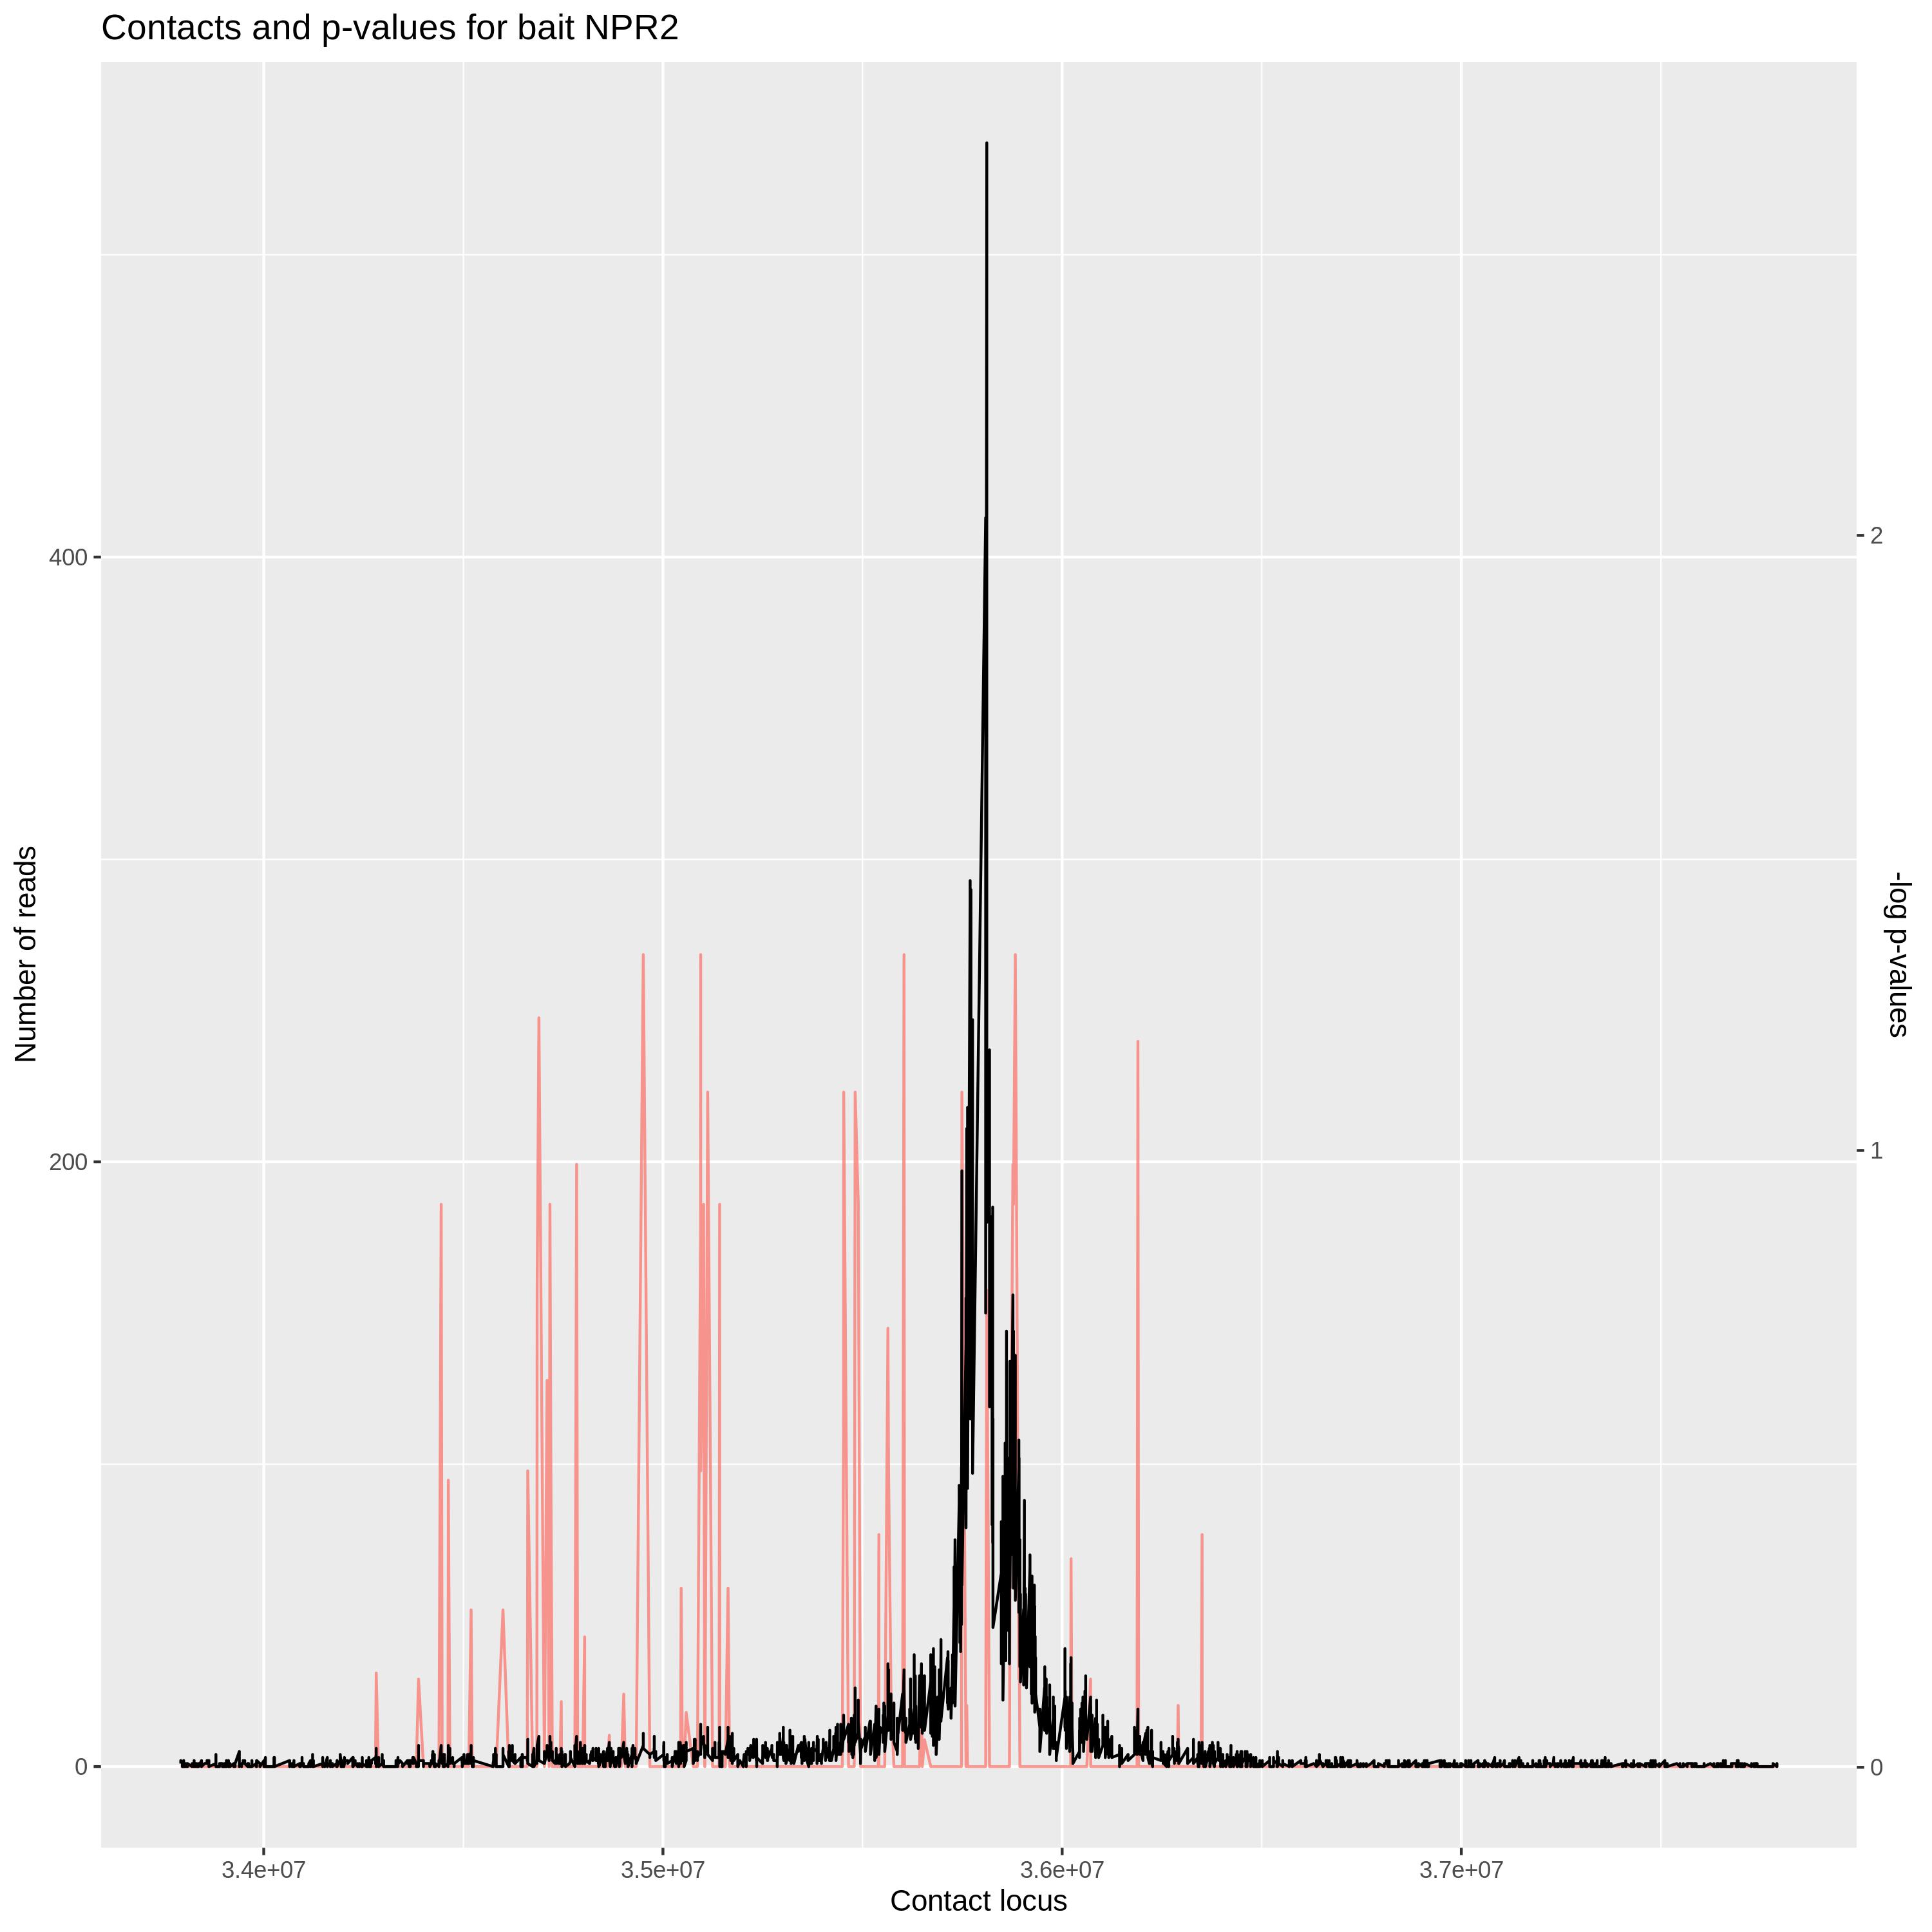 Contacts and p-values for bait NPR2
Number of reads
400
200
0
2
1
0
-log p-values
3.4e+07
3.5e+07
3.6e+07
3.7e+07
Contact locus